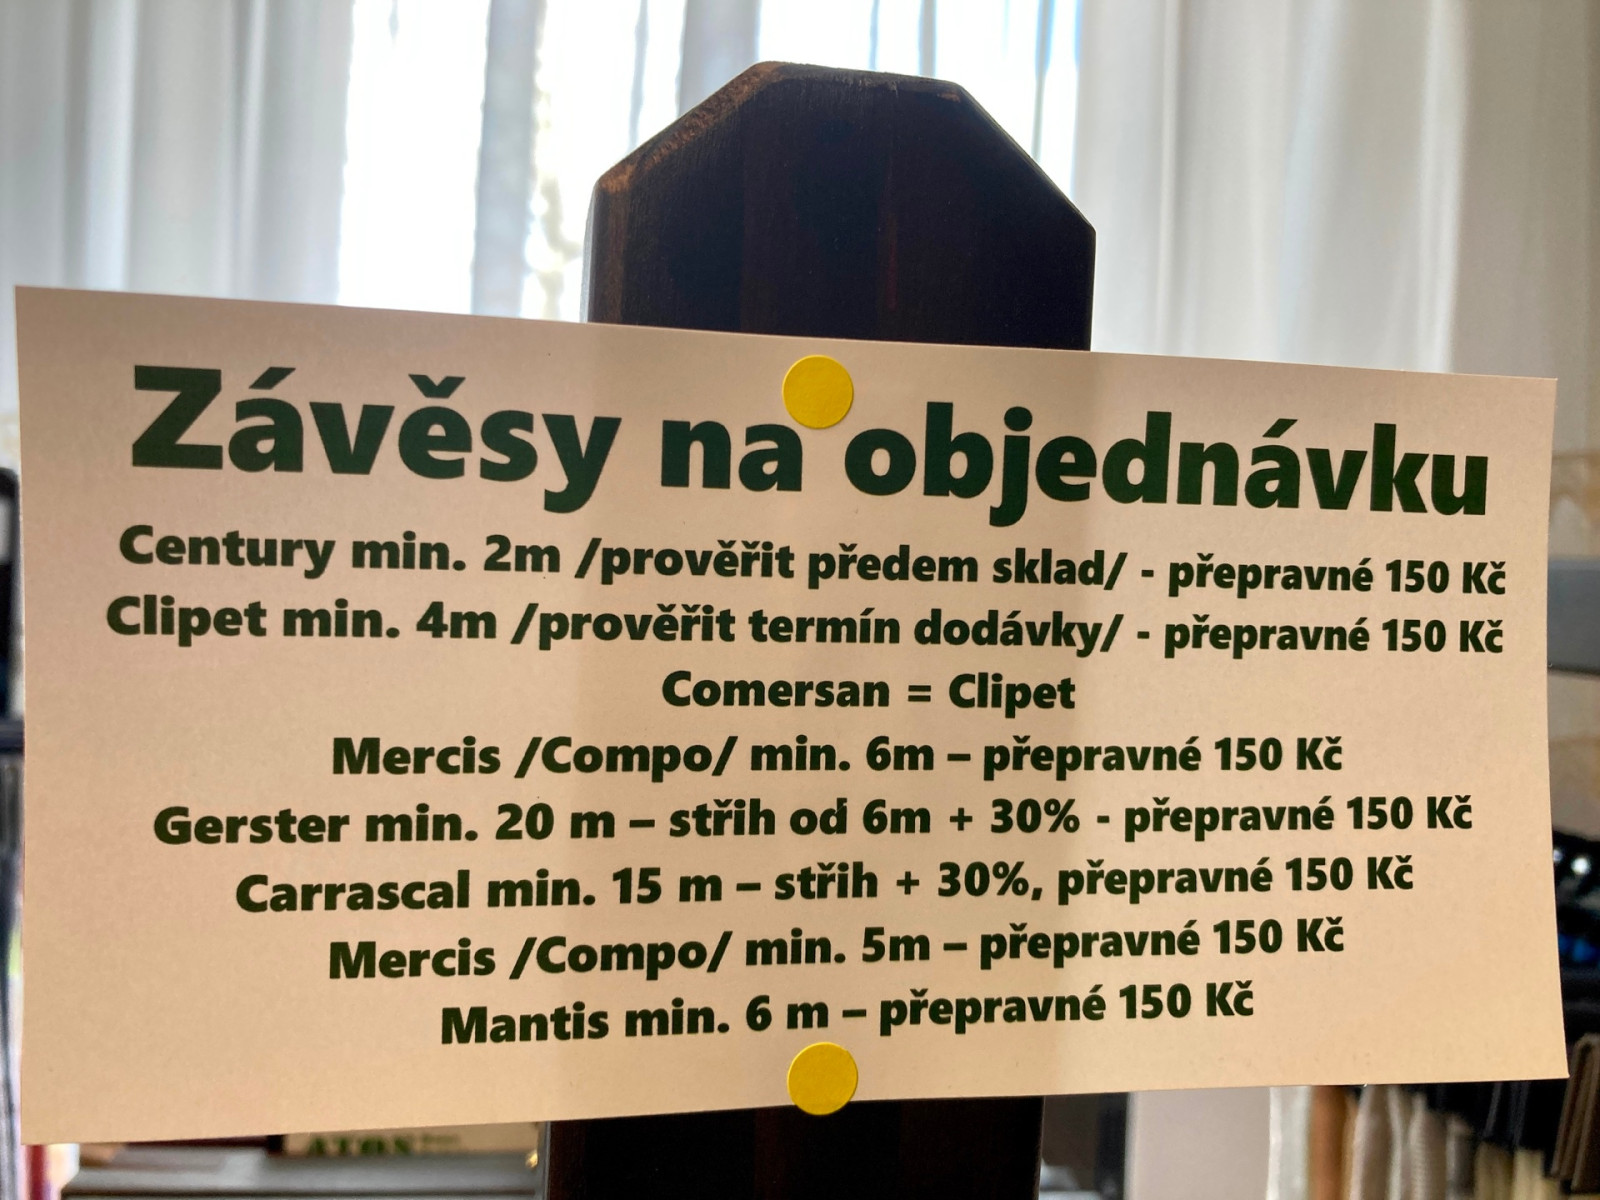 Závěsy na objednávku
Century min. 2m /prověřit předem sklad/ - přepravné 150 Kč
Clipet min. 4m /prověřit termín dodávky/ - přepravné 150 Kč
Comersan = Clipet
Mercis /Compo/ min. 6m – přepravné 150 Kč
Gerster min. 20 m – střih od 6m + 30% - přepravné 150 Kč
Carrascal min. 15 m – střih + 30%, přepravné 150 Kč
Mercis /Compo/ min. 5m – přepravné 150 Kč
Mantis min. 6 m – přepravné 150 Kč